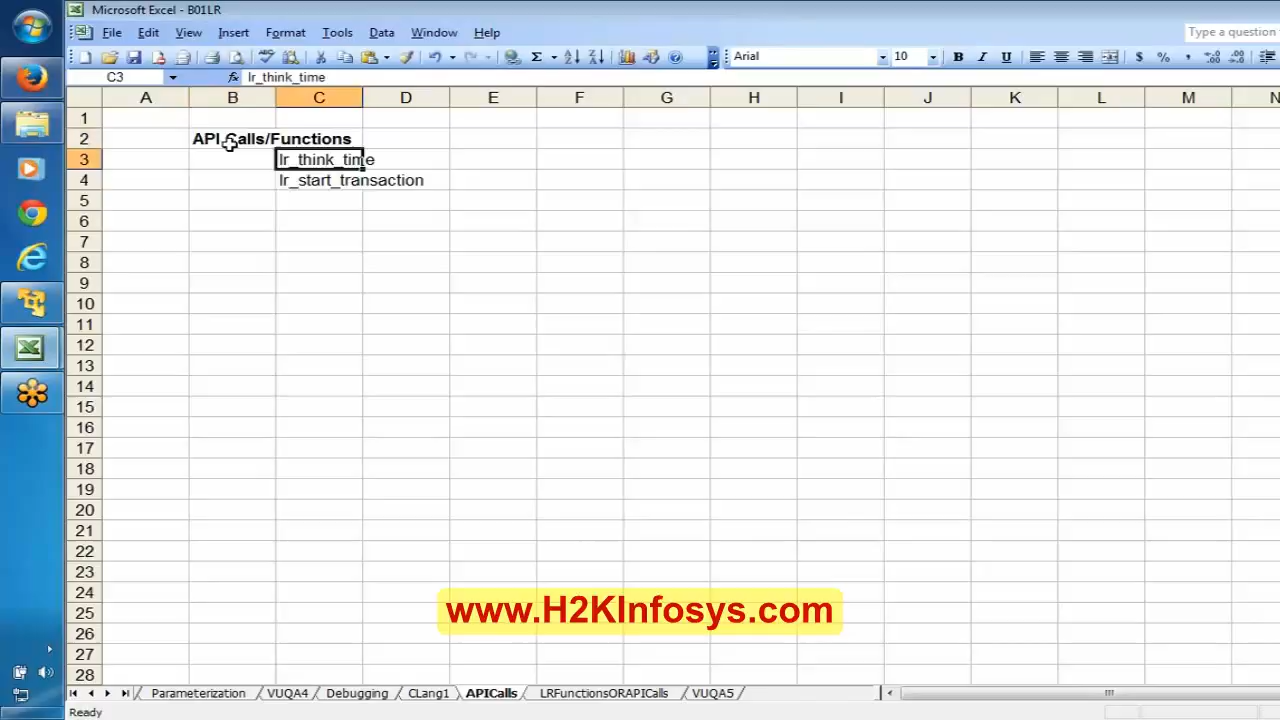 Microsoft Excel - B01LR
File Edit View Insert Format Tools Data Window Help
Type a question
Arial 10 B I U $ % ,
C3 fx lr_think_time
A B C D E F G H I J K L M N
1
2 API Calls/Functions
3 lr_think_time
4 lr_start_transaction
5
6
7
8
9
10
11
12
13
14
15
16
17
18
19
20
21
22
23
24
www.H2KInfosys.com
25
26
27
28
Parameterization VUQA4 Debugging CLang1 APICalls LRFunctionsORAPICalls VUQA5
Ready